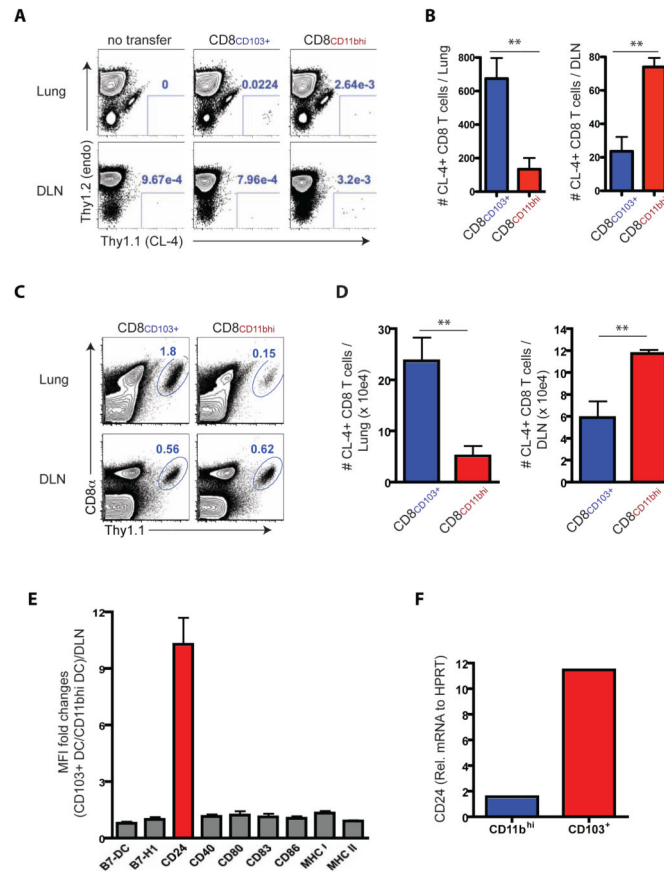 A
no transfer CD8CD103+ CD8CD11bhi
Lung
0 0.0224 2.64e-3
DLN
9.67e-4 7.96e-4 3.2e-3
Thy1.2 (endo)
Thy1.1 (CL-4)
B
# CL-4+ CD8 T cells / Lung
800
600
400
200
0
**
CD8CD103+
CD8CD11bhi
# CL-4+ CD8 T cells / DLN
80
60
40
20
0
**
CD8CD103+
CD8CD11bhi
C
CD8CD103+ CD8CD11bhi
Lung
1.8 0.15
DLN
0.56 0.62
CD8α
Thy1.1
D
# CL-4+ CD8 T cells /
Lung (x 10e4)
30
20
10
0
**
CD8CD103+
CD8CD11bhi
# CL-4+ CD8 T cells /
DLN (x 10e4)
14
12
10
8
6
4
2
0
**
CD8CD103+
CD8CD11bhi
E
MFI fold changes
(CD103+ DC/CD11bhi DC)/DLN
12
9
6
3
0
B7-DC
B7-H1
CD24
CD40
CD80
CD83
CD86
MHC I
MHC II
F
CD24 (Rel. mRNA to HPRT)
12
10
8
6
4
2
0
CD11bhi CD103+